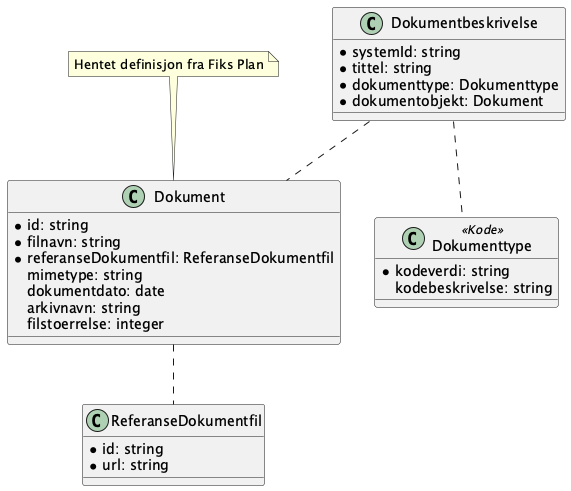 Dokumentbeskrivelse
* systemId: string
* tittel: string
* dokumenttype: Dokumenttype
* dokumentobjekt: Dokument
Hentet definisjon fra Fiks Plan
Dokument
* id: string
* filnavn: string
* referanseDokumentfil: ReferanseDokumentfil
mimetype: string
dokumentdato: date
arkivnavn: string
filstoerrelse: integer
«Kode»
Dokumenttype
* kodeverdi: string
kodebeskrivelse: string
ReferanseDokumentfil
* id: string
* url: string